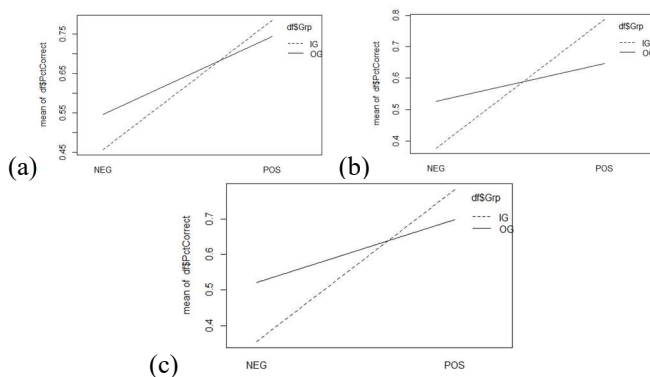 (a)
mean of df$PctCorrect
0.75
0.65
0.55
0.45
NEG
POS
df$Grp
IG
OG
(b)
mean of df$PctCorrect
0.8
0.7
0.6
0.5
0.4
NEG
POS
df$Grp
IG
OG
(c)
mean of df$PctCorrect
0.7
0.6
0.5
0.4
NEG
POS
df$Grp
IG
OG